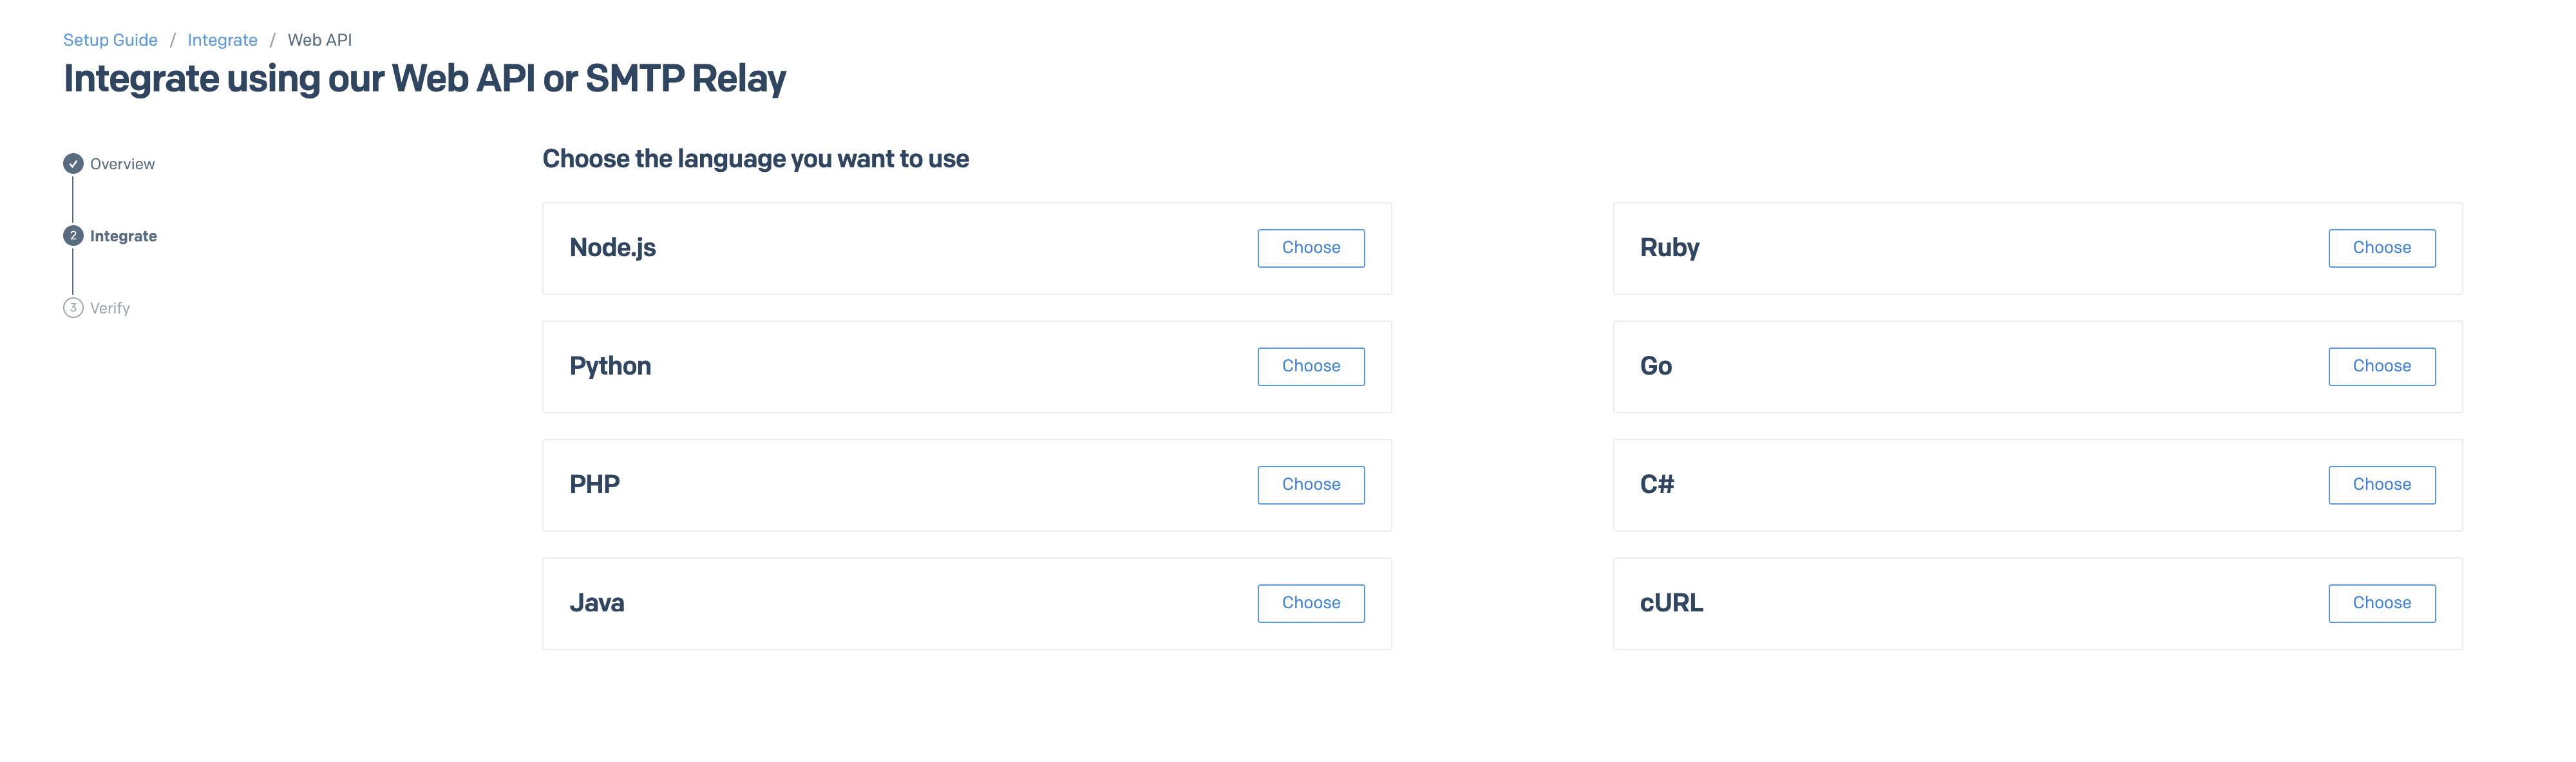 Setup Guide / Integrate / Web API
Integrate using our Web API or SMTP Relay
Overview
2 Integrate
3 Verify
Choose the language you want to use
Node.js Choose
Ruby Choose
Python Choose
Go Choose
PHP Choose
C# Choose
Java Choose
cURL Choose